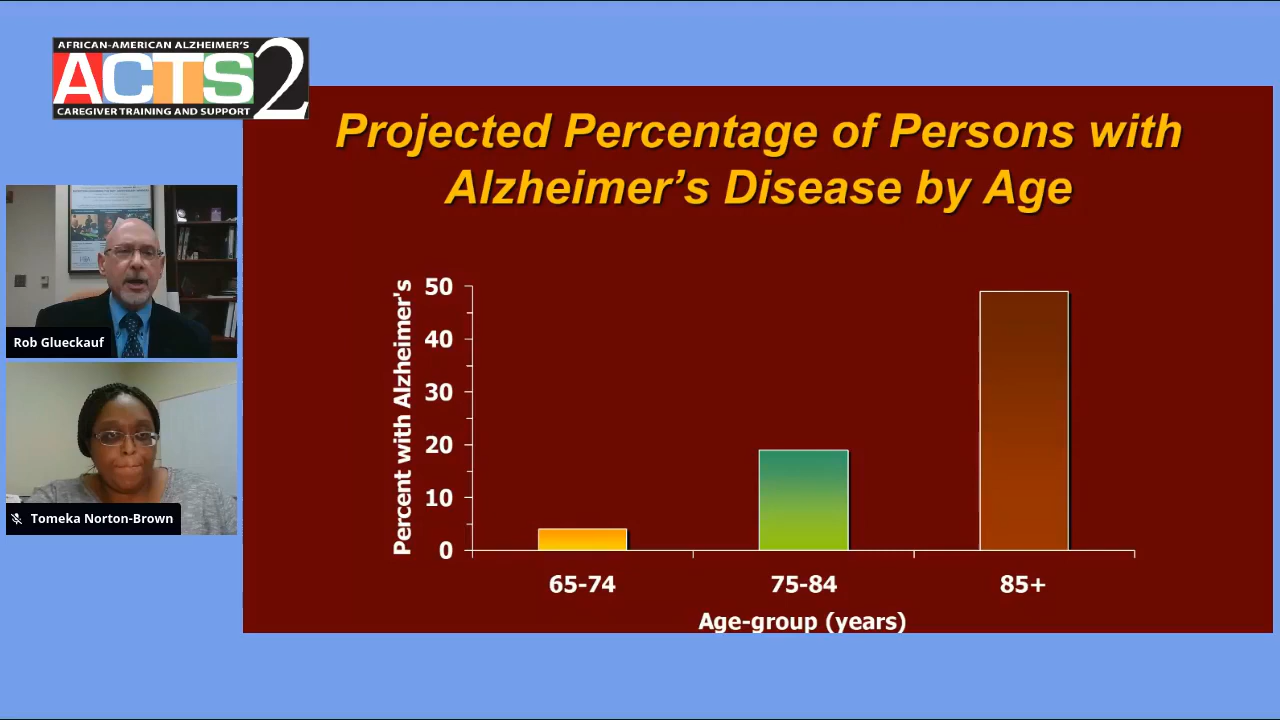 AFRICAN-AMERICAN ALZHEIMER'S
ACTS2
CAREGIVER TRAINING AND SUPPORT
Projected Percentage of Persons with
Alzheimer's Disease by Age
Rob Glueckauf
Tomeka Norton-Brown
Percent with Alzheimer's
50
40
30
20
10
0
65-74
75-84
85+
Age-group (years)